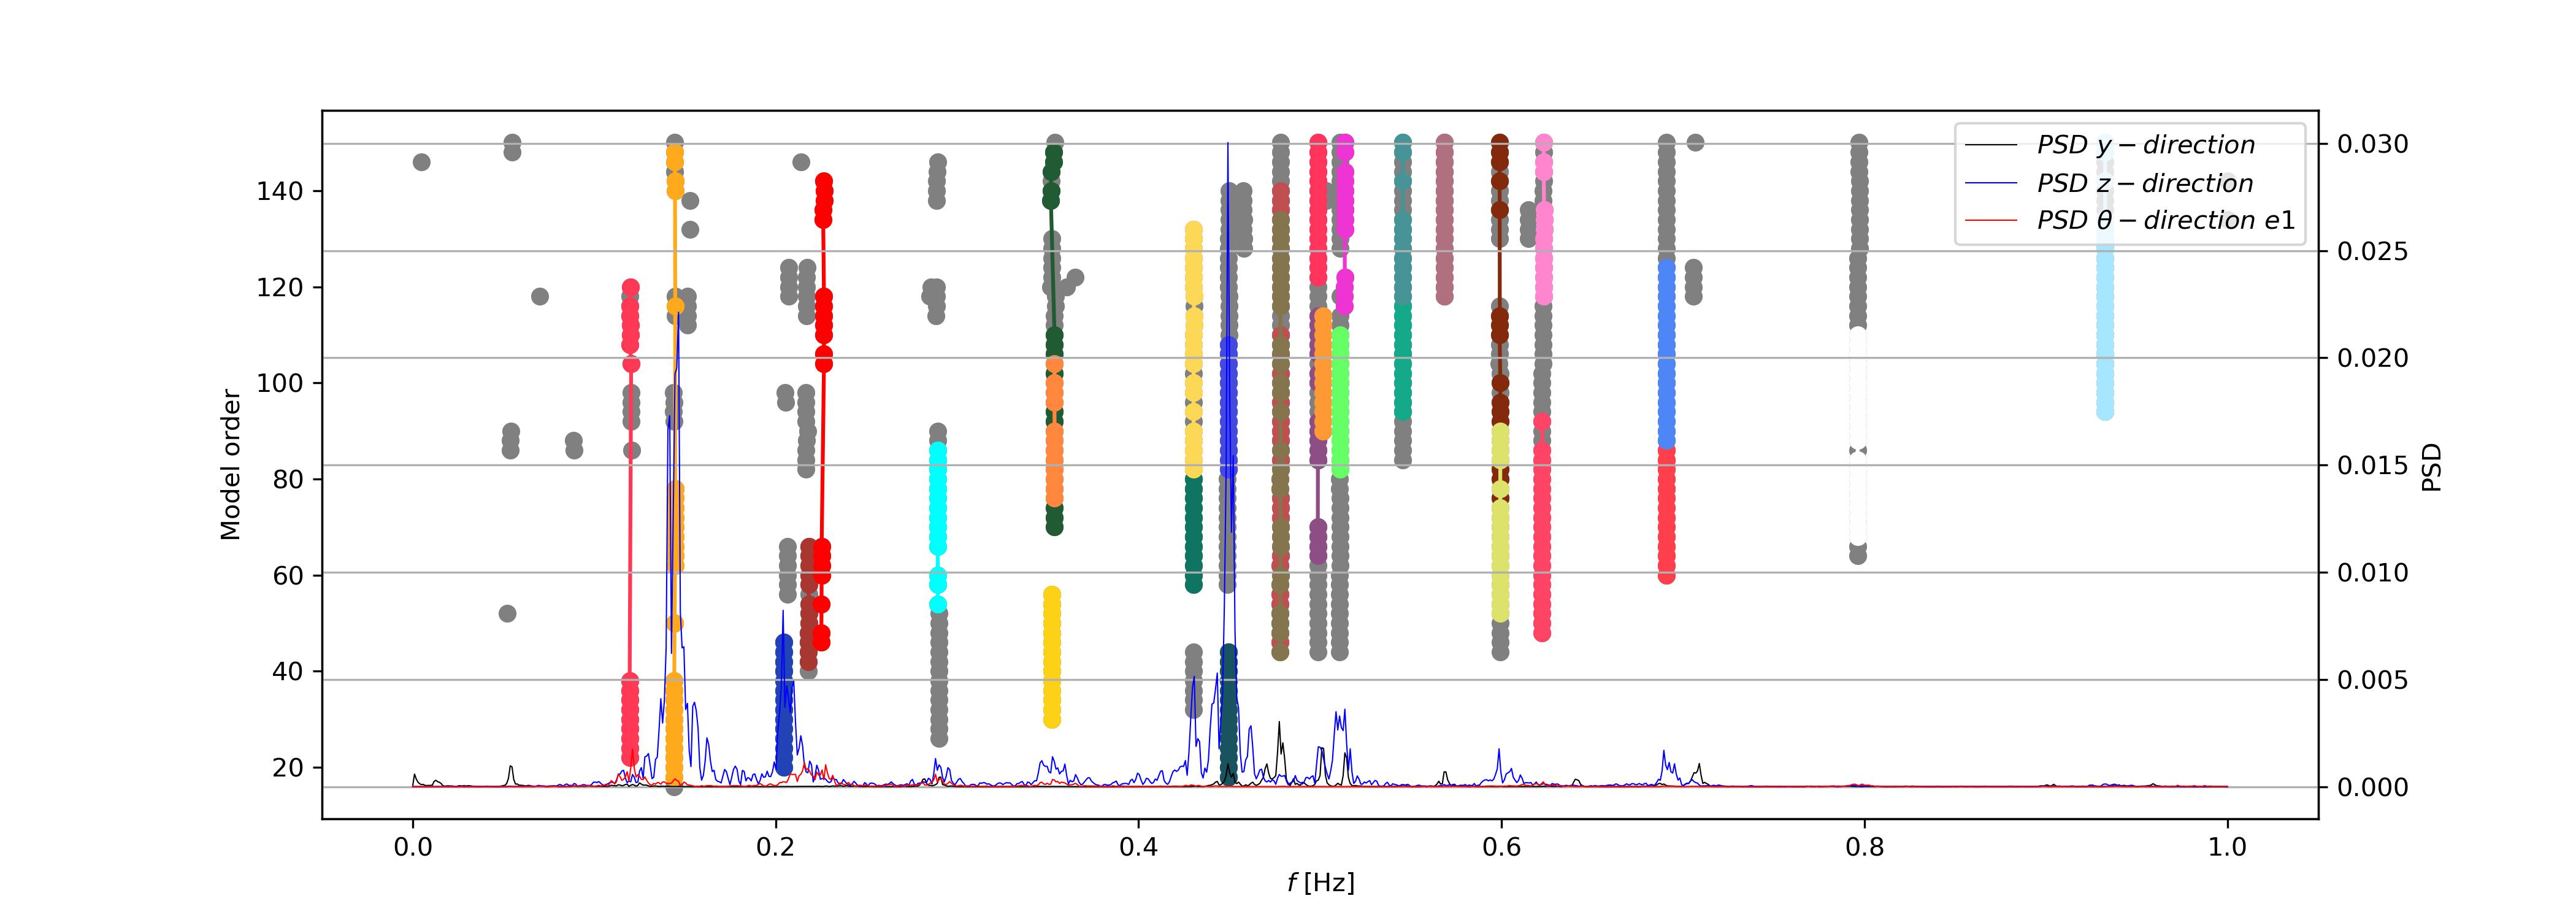 PSD y − direction
PSD z − direction
PSD θ − direction e1
140
120
100
80
60
40
20
Model order
0.030
0.025
0.020
0.015
0.010
0.005
0.000
PSD
0.0 0.2 0.4 0.6 0.8 1.0
f [Hz]